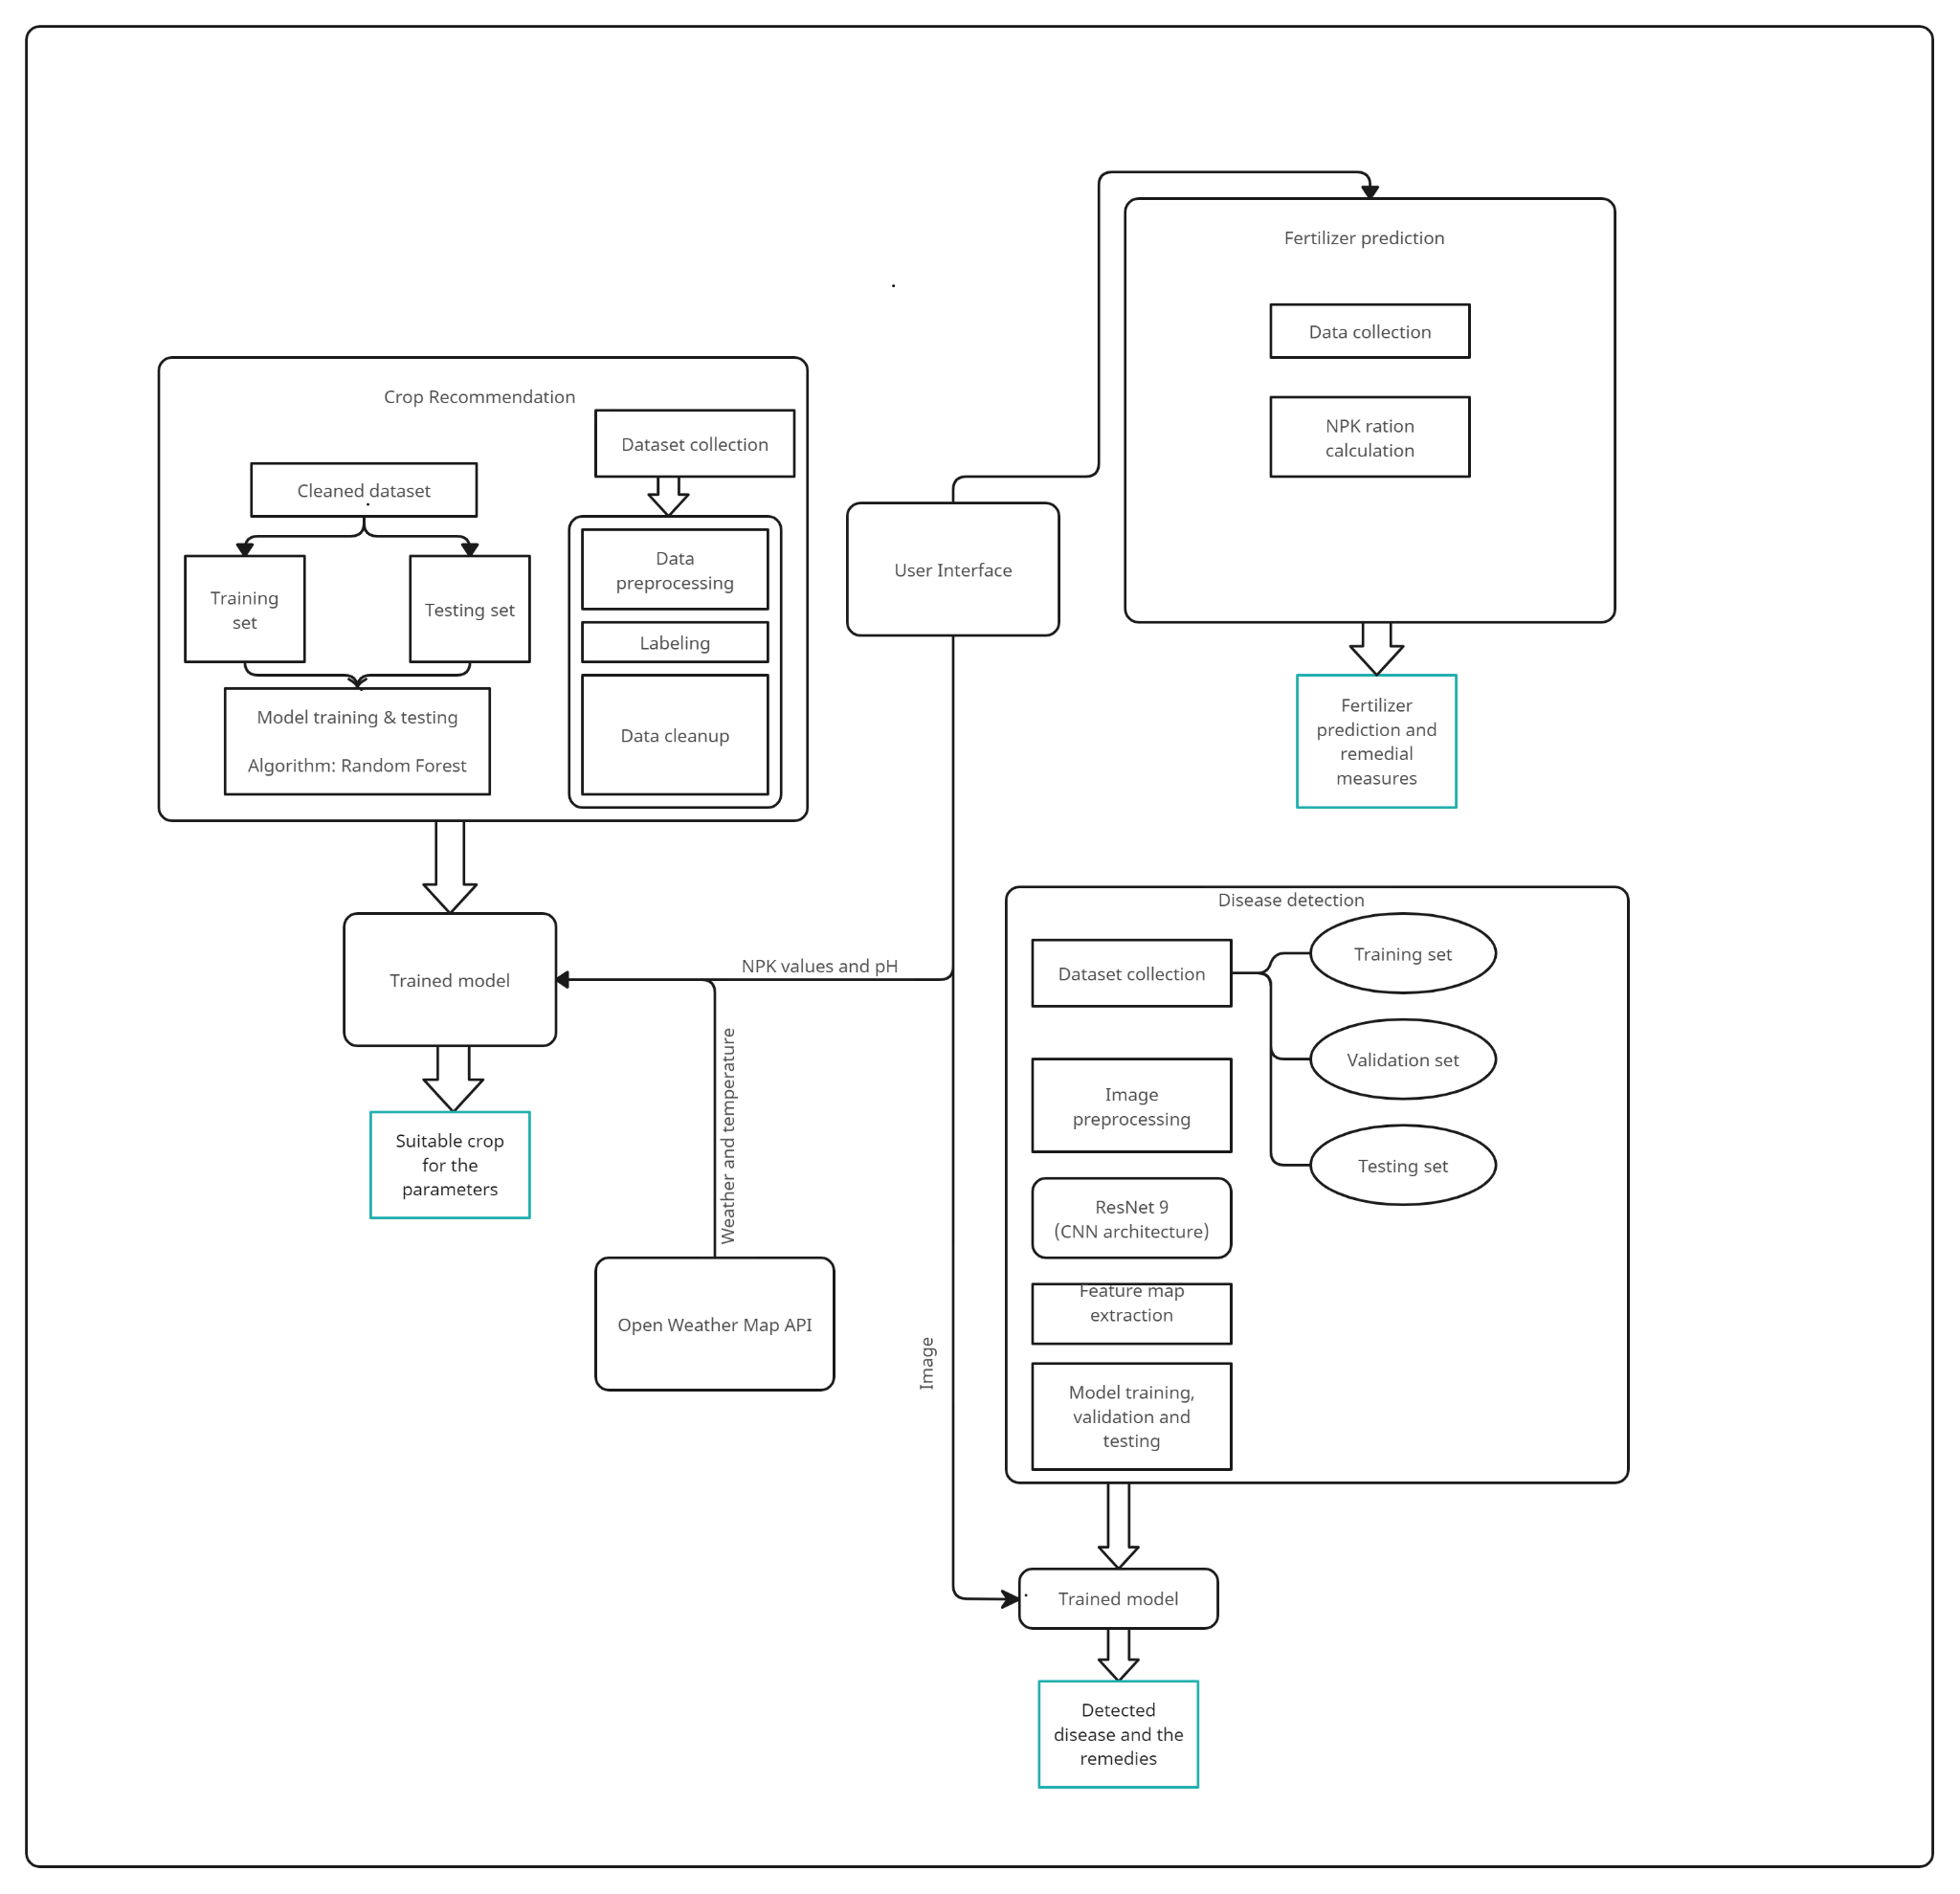 Fertilizer prediction
Data collection
NPK ration
calculation
Crop Recommendation
Dataset collection
Cleaned dataset
Data
preprocessing
Training
set
Testing set
Labeling
Model training & testing
Algorithm: Random Forest
Data cleanup
User Interface
Fertilizer
prediction and
remedial
measures
Trained model
NPK values and pH
Weather and temperature
Suitable crop
for the
parameters
Open Weather Map API
Image
Disease detection
Dataset collection
Training set
Validation set
Testing set
Image
preprocessing
ResNet 9
(CNN architecture)
Feature map
extraction
Model training,
validation and
testing
Trained model
Detected
disease and the
remedies